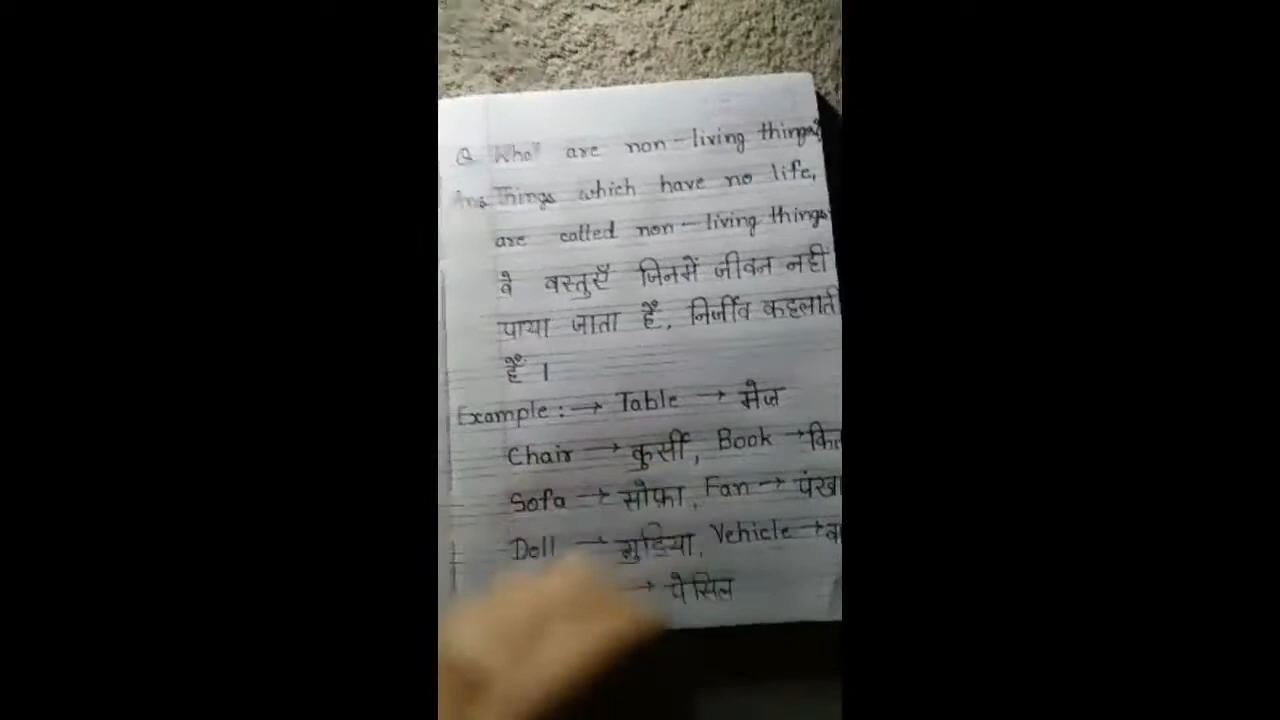 Q What are non-living things?
Ans Things which have no life,
are called non-living things
वे वस्तुएँ जिनमें जीवन नहीं
पाया जाता है, निर्जीव कहलाती
हैं ।
Example : → Table → मेज
Chair → कुर्सी, Book →
Sofa → सोफ़ा, Fan → पंखा
Doll → गुडिया, Vehicle →
→ पेंसिल